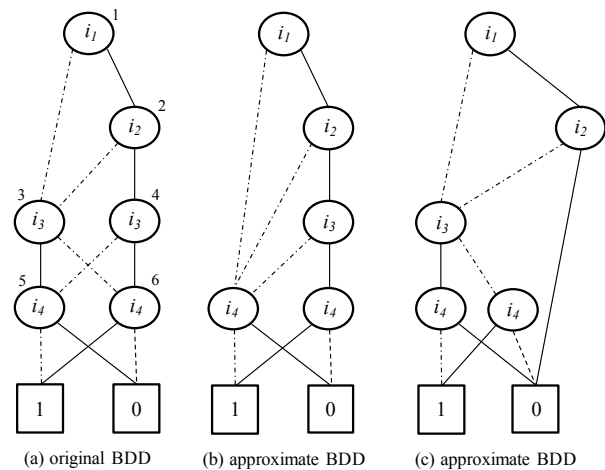 i1 1 i1 i1
2
i2 i2 i2
3 4
i3 i3 i3 i3
5 6
i4 i4 i4 i4 i4 i4
1 0 1 0 1 0
(a) original BDD (b) approximate BDD (c) approximate BDD